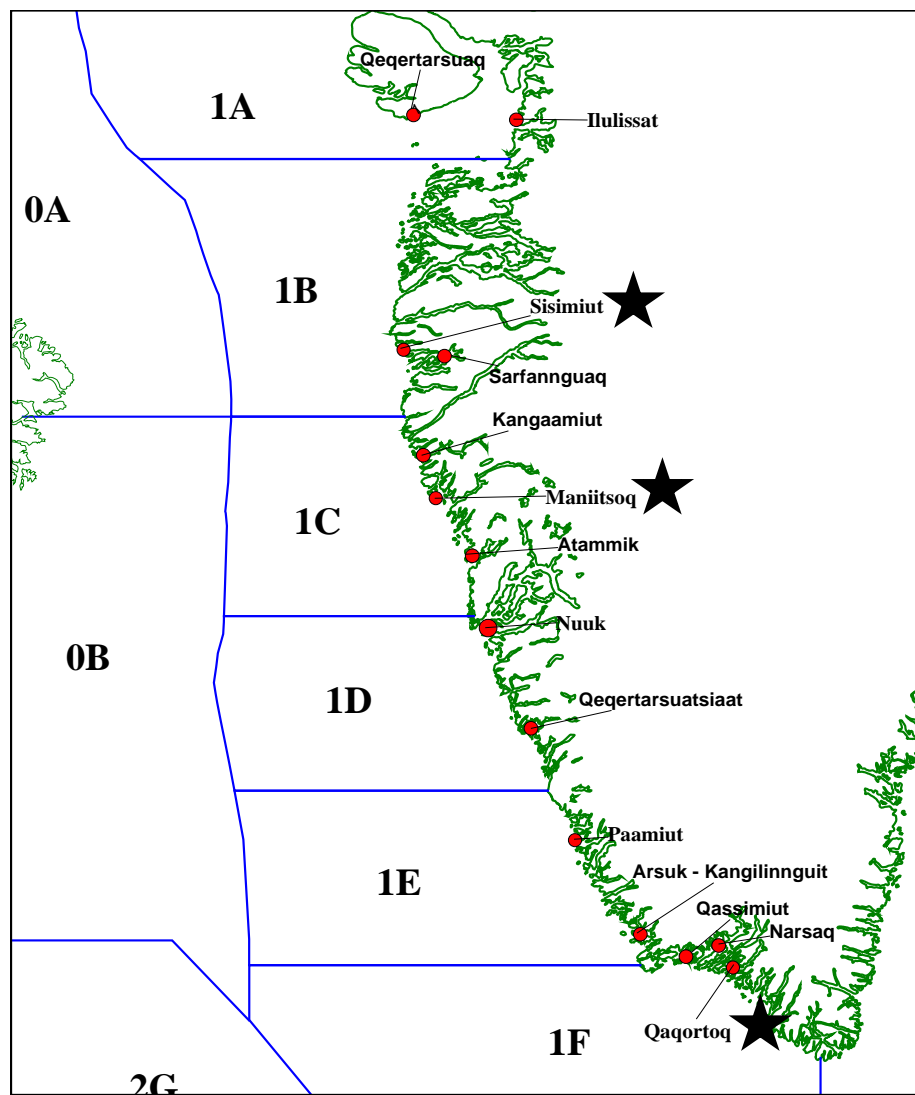 Qeqertarsuaq
1A
Ilulissat
0A
1B
Sisimiut
Sarfannguaq
Kangaamiut
Maniitsoq
1C
Atammik
Nuuk
0B
1D
Qeqertarsuatsiaat
Paamiut
1E
Arsuk - Kangilinnguit
Qassimiut
Narsaq
Qaqortoq
1F
2G